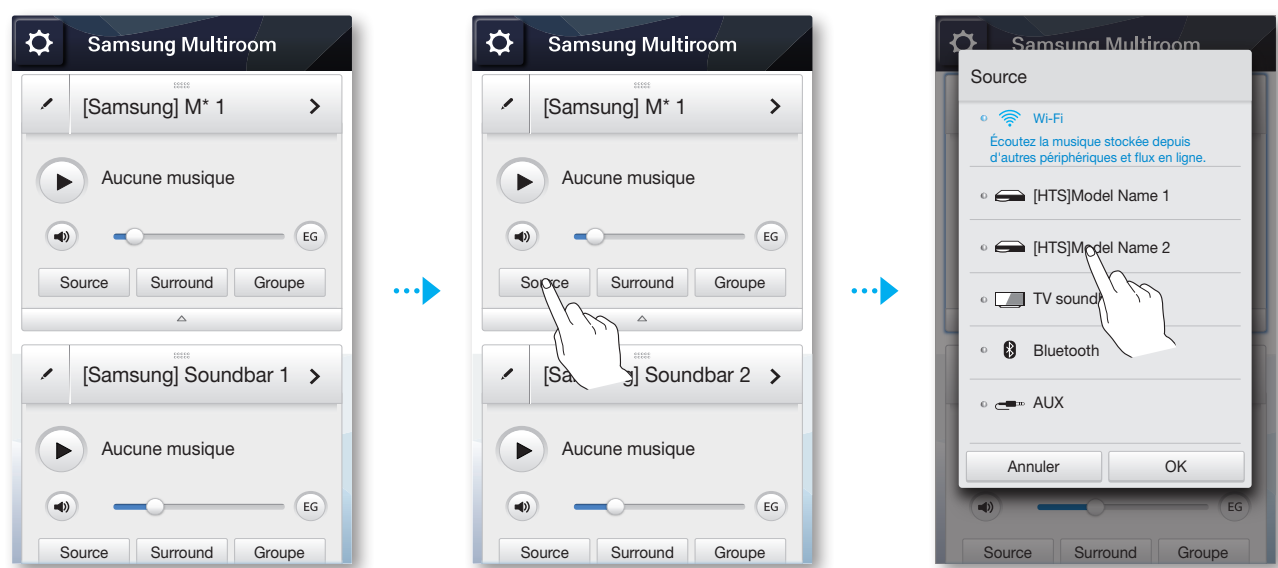 Samsung Multiroom
[Samsung] M* 1
Aucune musique
EG
Source Surround Groupe
[Samsung] Soundbar 1
Aucune musique
EG
Source Surround Groupe
Samsung Multiroom
[Samsung] M* 1
Aucune musique
EG
Source Surround Groupe
Soundbar 2
Aucune musique
EG
Source Surround Groupe
Samsung Multiroom
Source
Wi-Fi
Écoutez la musique stockée depuis
d'autres périphériques et flux en ligne.
[HTS]Model Name 1
[HTS]Model Name 2
TV
Bluetooth
AUX
Annuler OK
EG
Source Surround Groupe